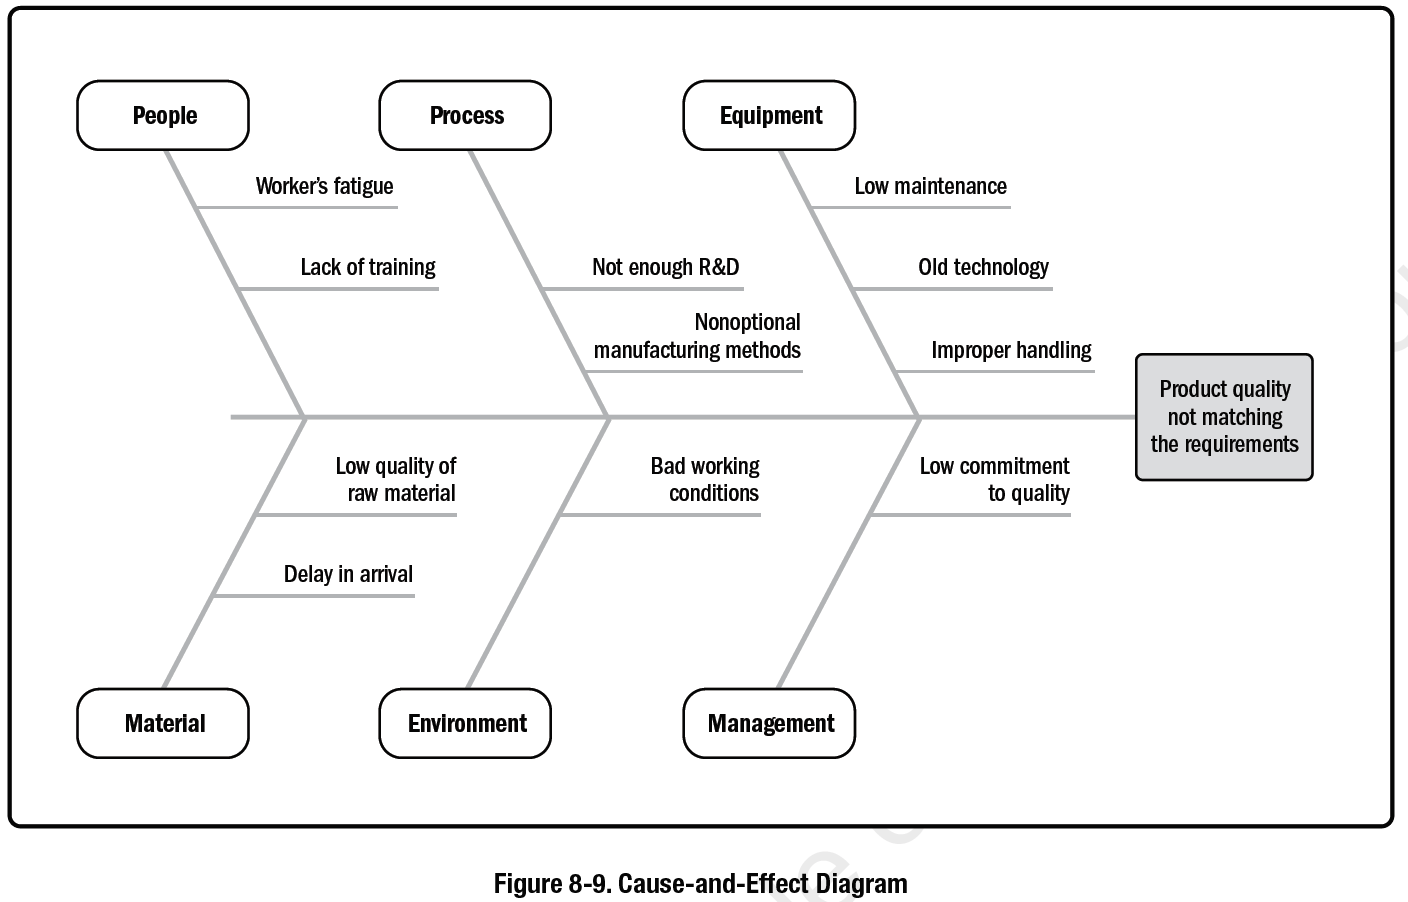 People
Process
Equipment
Worker's fatigue
Low maintenance
Lack of training
Not enough R&D
Old technology
Nonoptional
manufacturing methods
Improper handling
Product quality
not matching
the requirements
Low quality of
raw material
Bad working
conditions
Low commitment
to quality
Delay in arrival
Material
Environment
Management
Figure 8-9. Cause-and-Effect Diagram